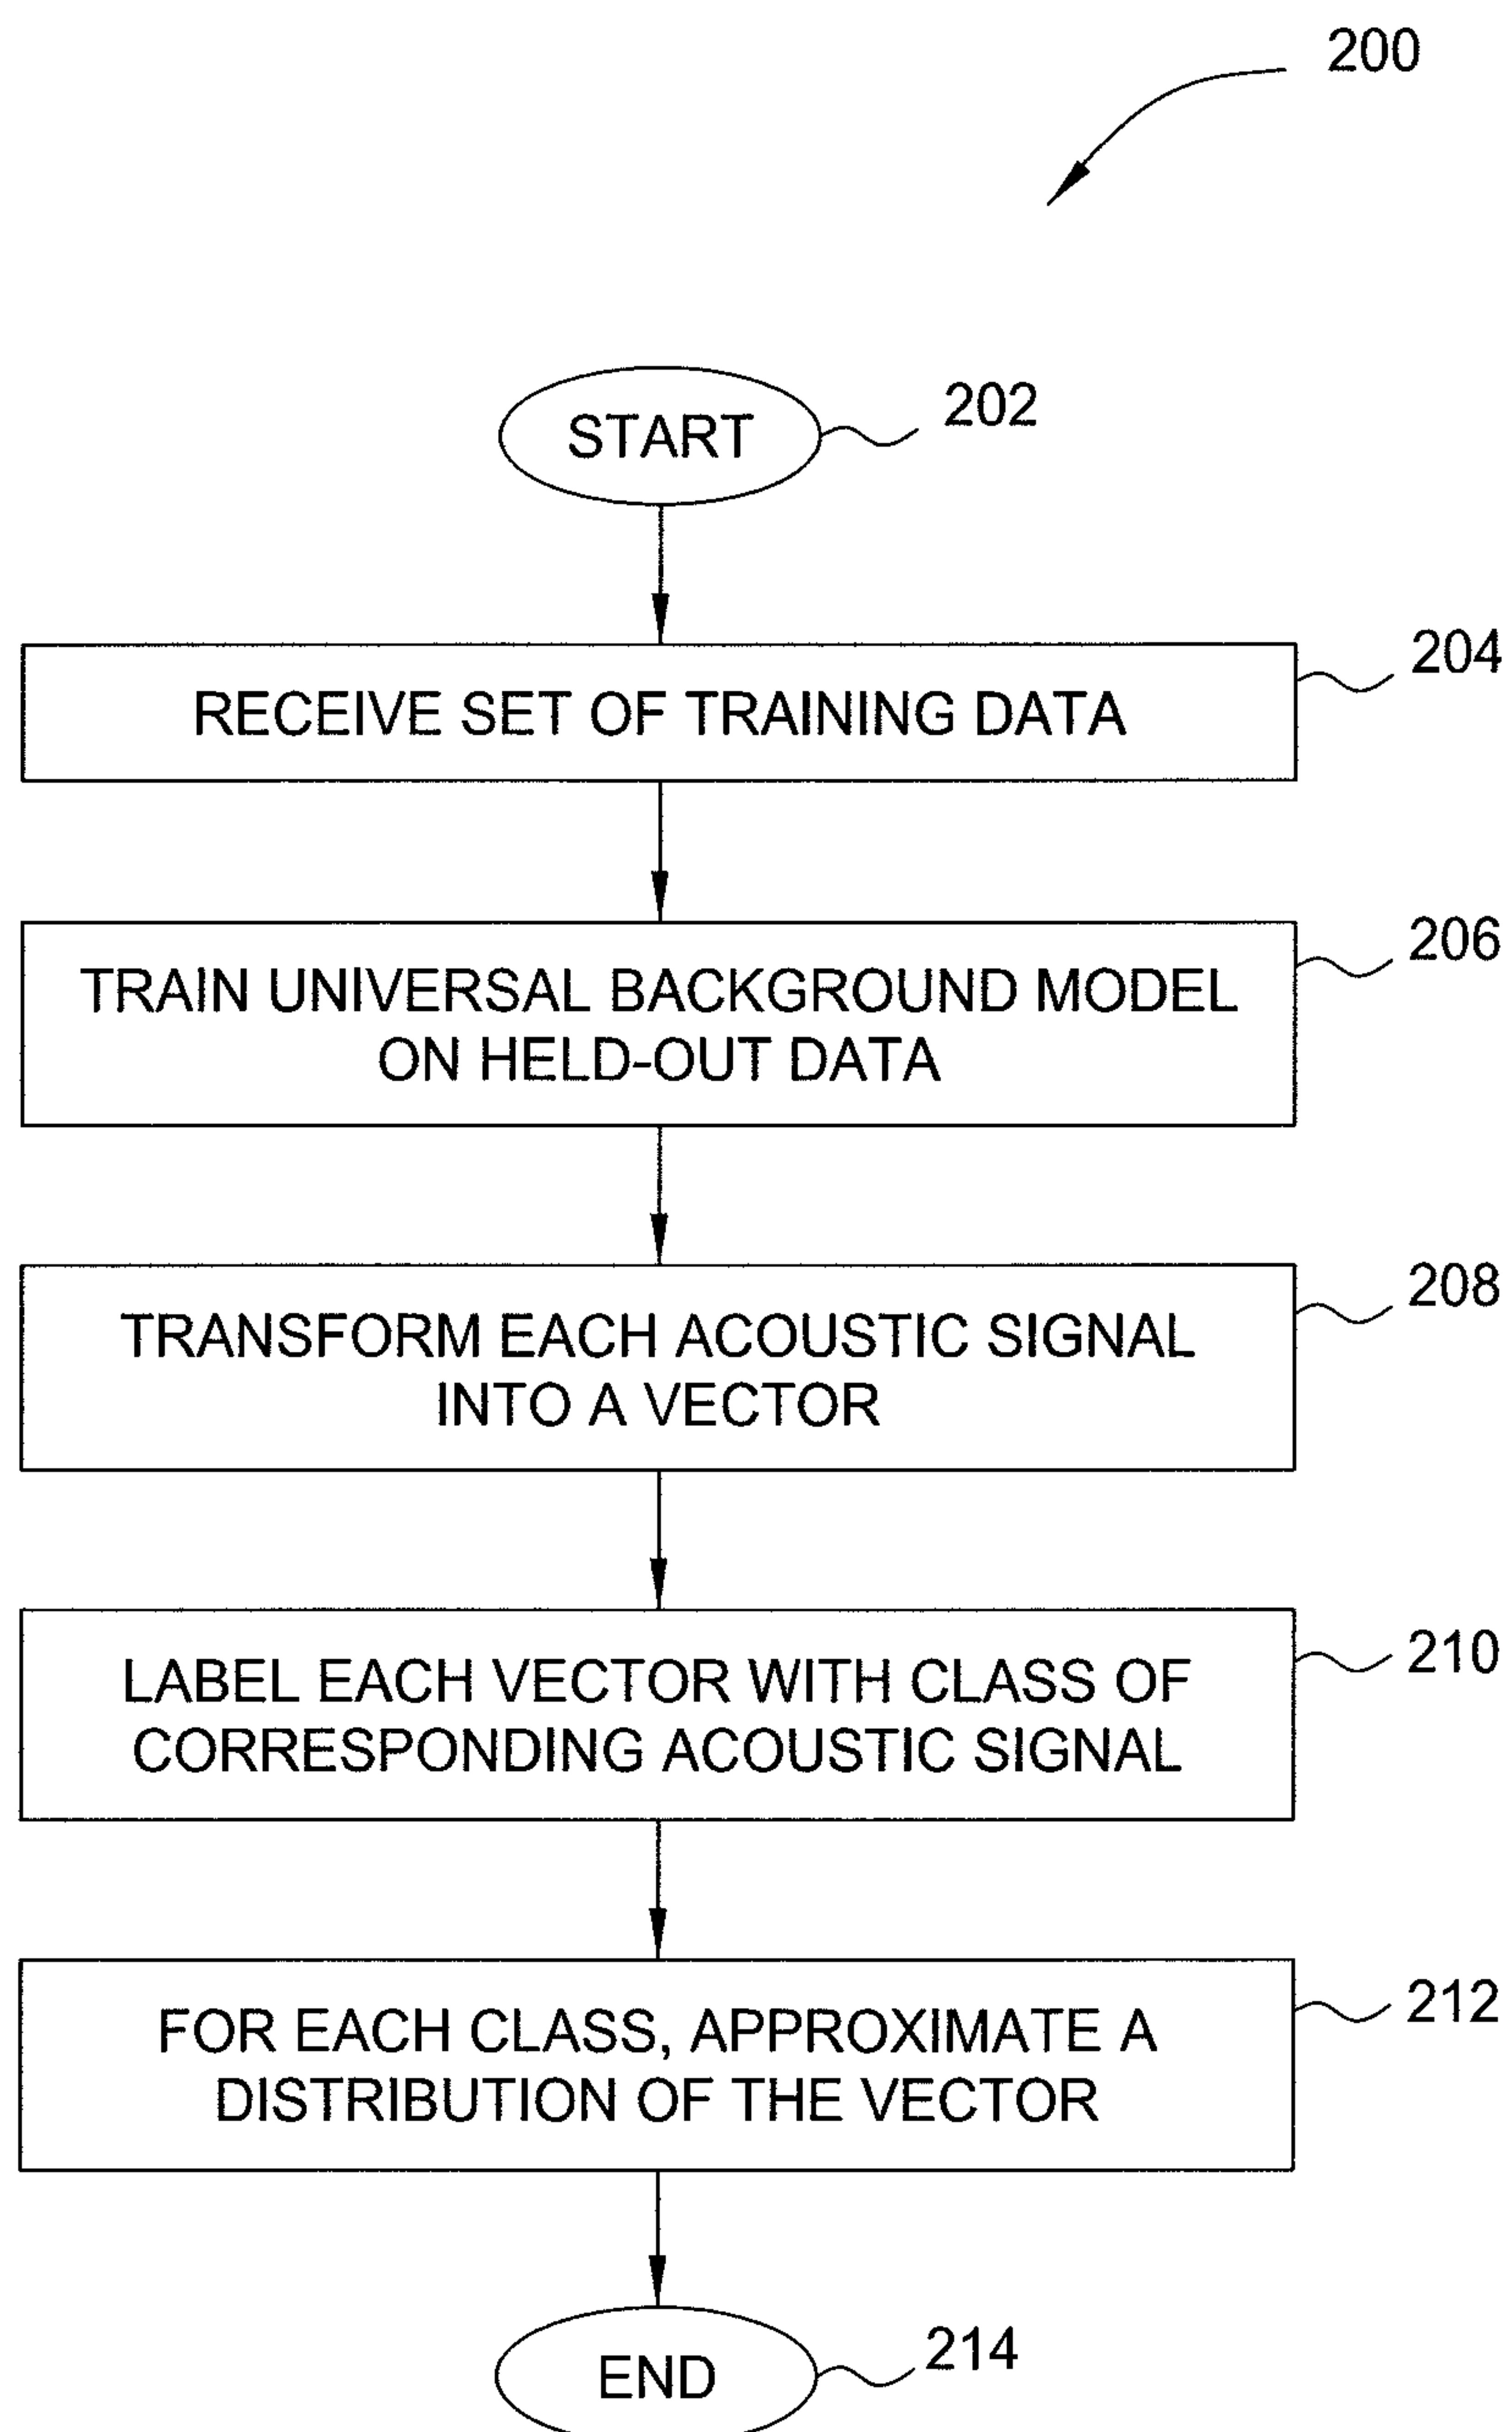 200
START
202
RECEIVE SET OF TRAINING DATA
204
TRAIN UNIVERSAL BACKGROUND MODEL
ON HELD-OUT DATA
206
TRANSFORM EACH ACOUSTIC SIGNAL
INTO A VECTOR
208
LABEL EACH VECTOR WITH CLASS OF
CORRESPONDING ACOUSTIC SIGNAL
210
FOR EACH CLASS, APPROXIMATE A
DISTRIBUTION OF THE VECTOR
212
END
214